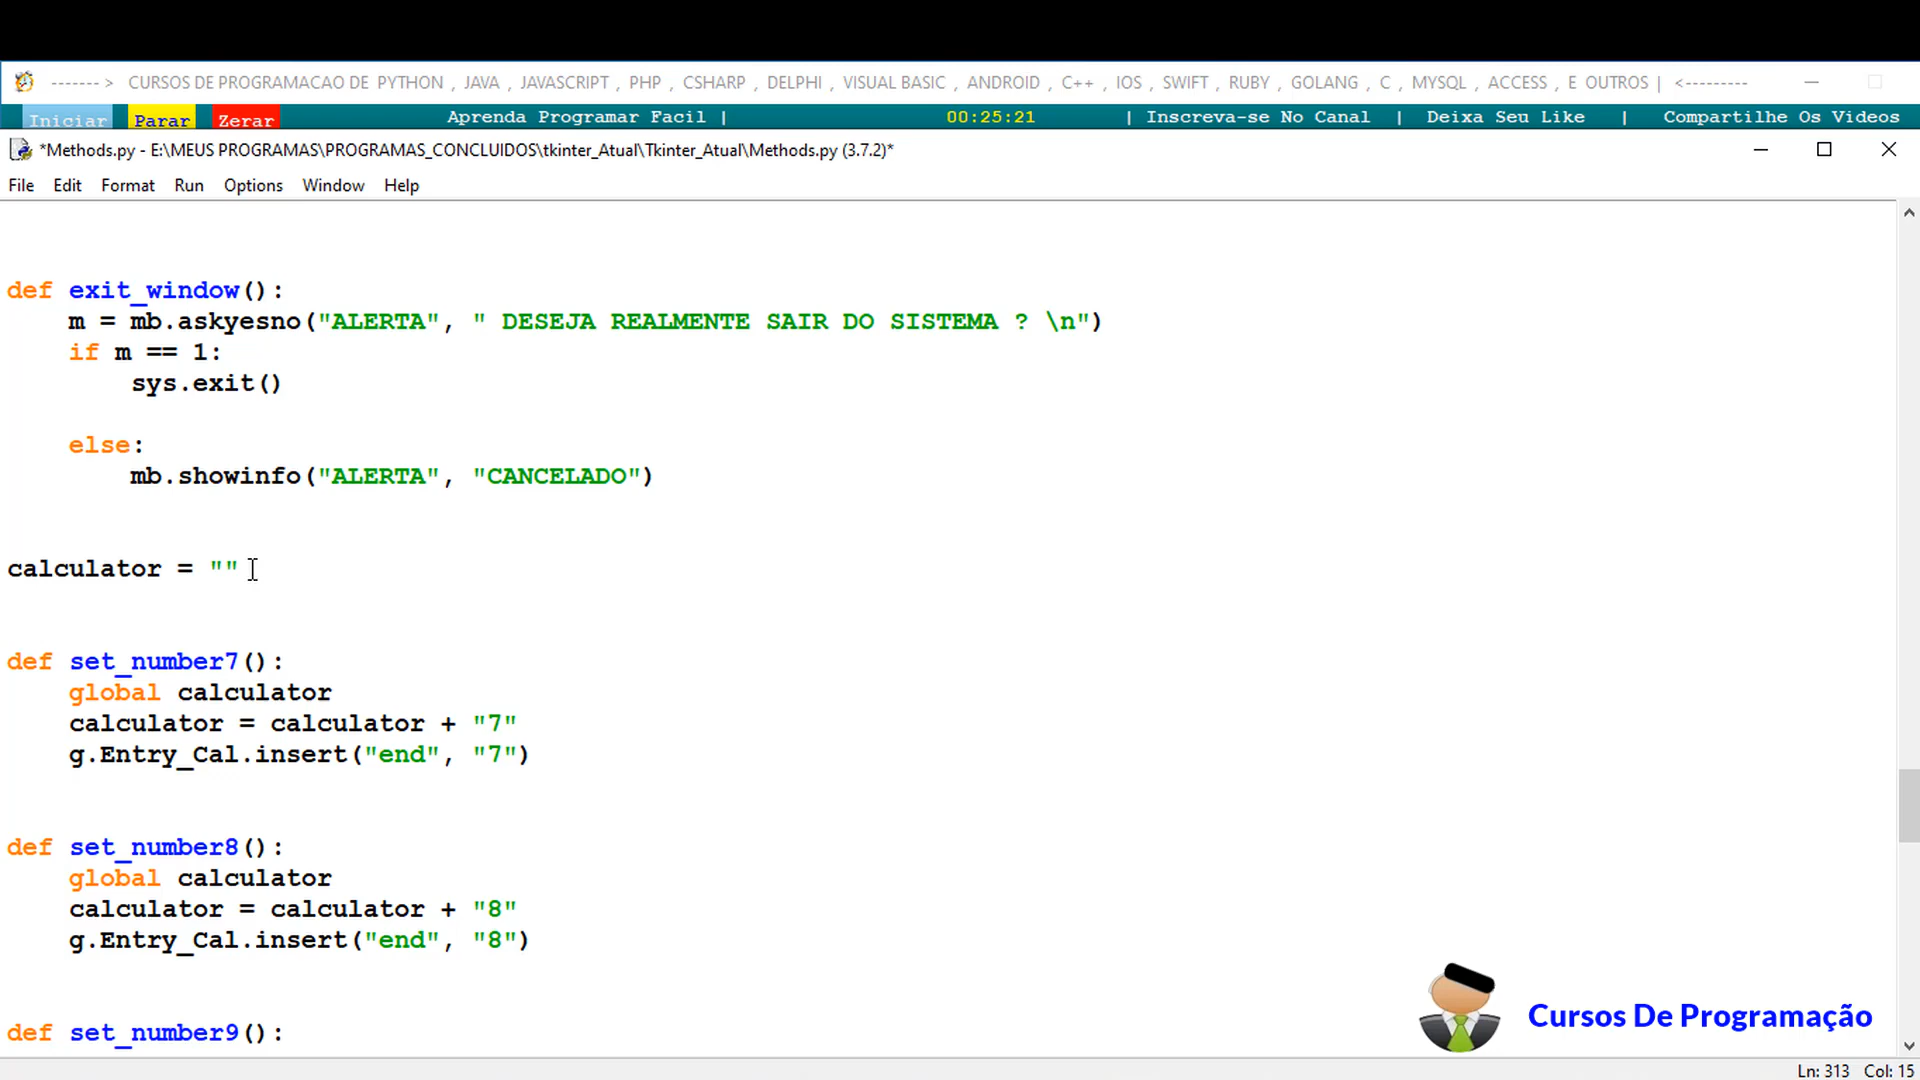 ------- > CURSOS DE PROGRAMACAO DE PYTHON , JAVA , JAVASCRIPT , PHP , CSHARP , DELPHI , VISUAL BASIC , ANDROID , C++ , IOS , SWIFT , RUBY , GOLANG , C , MYSQL , ACCESS , E OUTROS | <---------
Iniciar Parar Zerar Aprenda Programar Facil | 00:25:21 | Inscreva-se No Canal | Deixa Seu Like | Compartilhe Os Videos
*Methods.py - E:\MEUS PROGRAMAS\PROGRAMAS_CONCLUIDOS\tkinter_Atual\Tkinter_Atual\Methods.py (3.7.2)*
File Edit Format Run Options Window Help
def exit_window():
    m = mb.askyesno("ALERTA", " DESEJA REALMENTE SAIR DO SISTEMA ? \n")
    if m == 1:
        sys.exit()
    else:
        mb.showinfo("ALERTA", "CANCELADO")
calculator = ""
def set_number7():
    global calculator
    calculator = calculator + "7"
    g.Entry_Cal.insert("end", "7")
def set_number8():
    global calculator
    calculator = calculator + "8"
    g.Entry_Cal.insert("end", "8")
def set_number9():
Cursos De Programação
Ln: 313 Col: 15